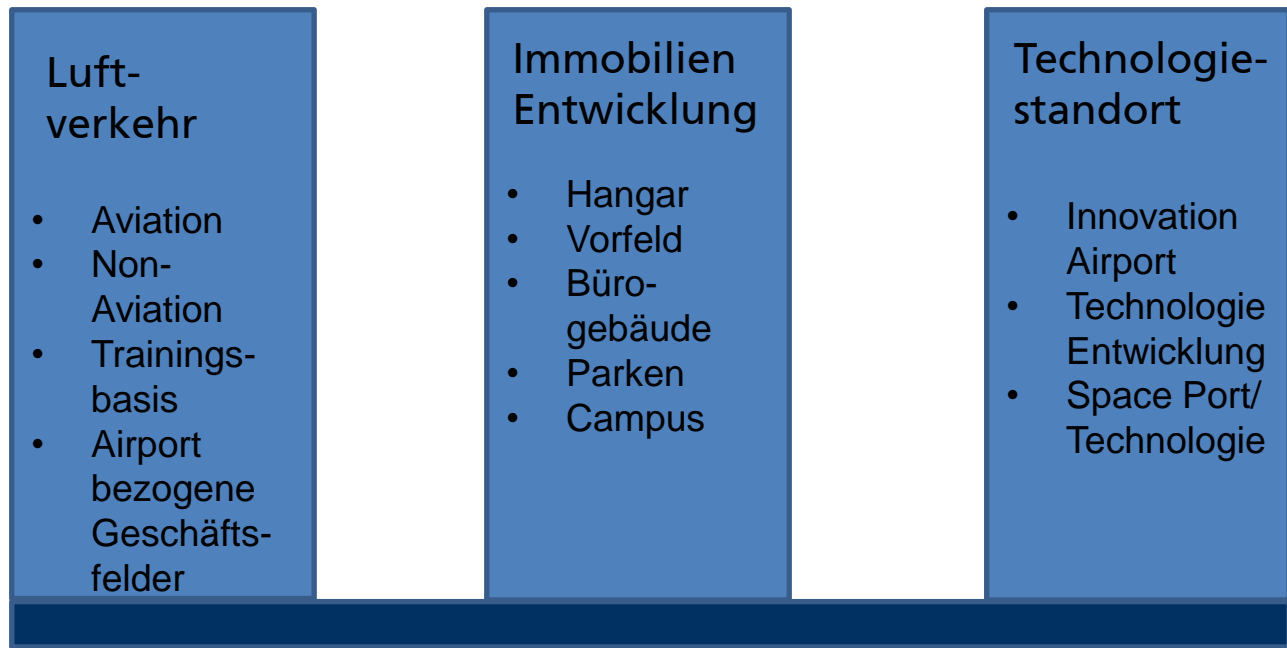 Luft-
verkehr
• Aviation
• Non-
Aviation
• Trainings-
basis
• Airport
bezogene
Geschäfts-
felder
Immobilien
Entwicklung
• Hangar
• Vorfeld
• Büro-
gebäude
• Parken
• Campus
Technologie-
standort
• Innovation
Airport
• Technologie
Entwicklung
• Space Port/
Technologie